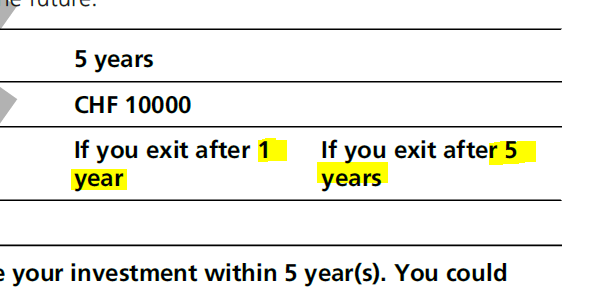 5 years
CHF 10000
If you exit after 1 If you exit after 5
year years
your investment within 5 year(s). You could